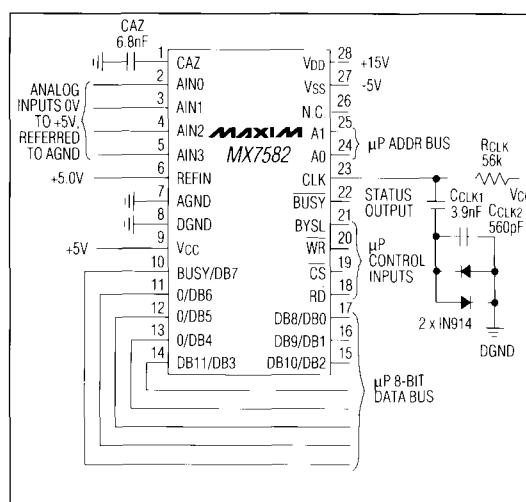 CAZ
6.8nF
1 CAZ
2 AIN0
3 AIN1
4 AIN2
5 AIN3
6 REFIN
7 AGND
8 DGND
9 VCC
10 BUSY/DB7
11 0/DB6
12 0/DB5
13 0/DB4
14 DB11/DB3
ANALOG
INPUTS 0V
TO +5V,
REFERRED
TO AGND
+5.0V
+5V
MAXIM
MX7582
VDD 28 +15V
VSS 27 -5V
N.C. 26
A1 25
A0 24
CLK 23
BUSY 22
BYSL 21
WR 20
CS 19
RD 18
DB8/DB0 17
DB9/DB1 16
DB10/DB2 15
µP ADDR BUS
STATUS
OUTPUT
µP
CONTROL
INPUTS
µP 8-BIT
DATA BUS
RCLK
56k
CCLK1
3.9nF
CCLK2
560pF
2 x IN914
DGND